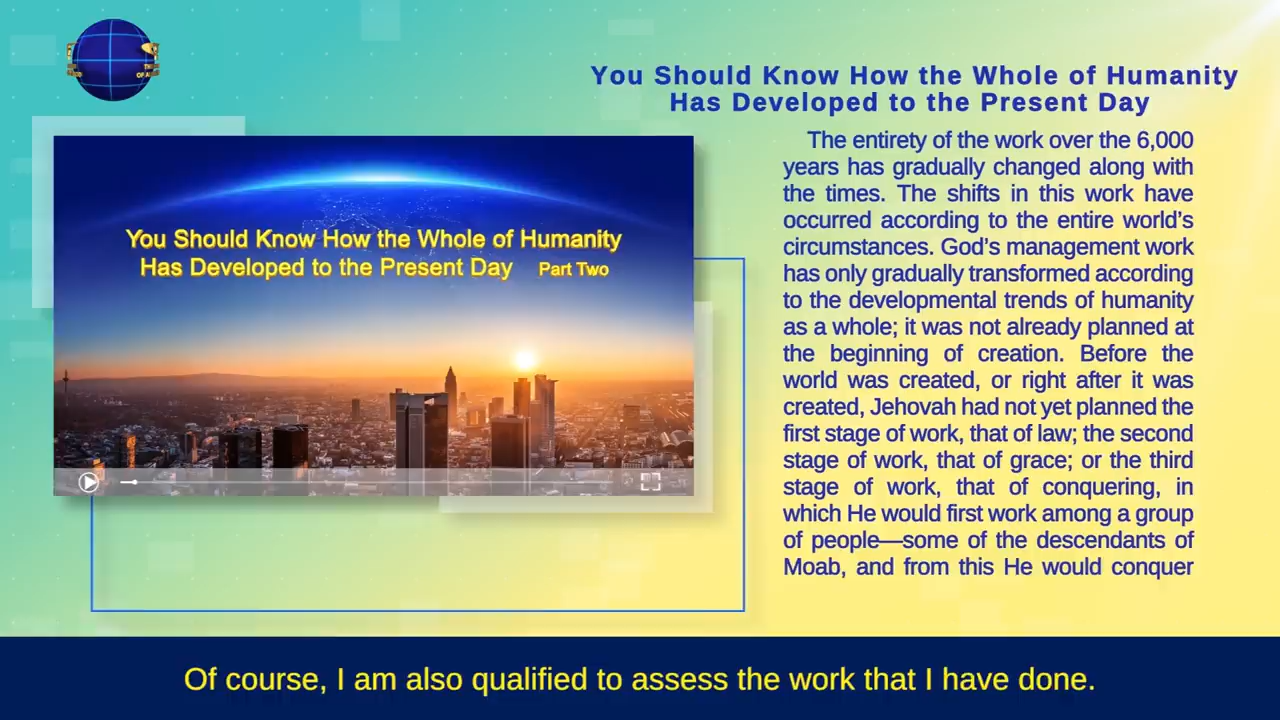 You Should Know How the Whole of Humanity
Has Developed to the Present Day
You Should Know How the Whole of Humanity
Has Developed to the Present Day Part Two
The entirety of the work over the 6,000
years has gradually changed along with
the times. The shifts in this work have
occurred according to the entire world’s
circumstances. God’s management work
has only gradually transformed according
to the developmental trends of humanity
as a whole; it was not already planned at
the beginning of creation. Before the
world was created, or right after it was
created, Jehovah had not yet planned the
first stage of work, that of law; the second
stage of work, that of grace; or the third
stage of work, that of conquering, in
which He would first work among a group
of people—some of the descendants of
Moab, and from this He would conquer
Of course, I am also qualified to assess the work that I have done.